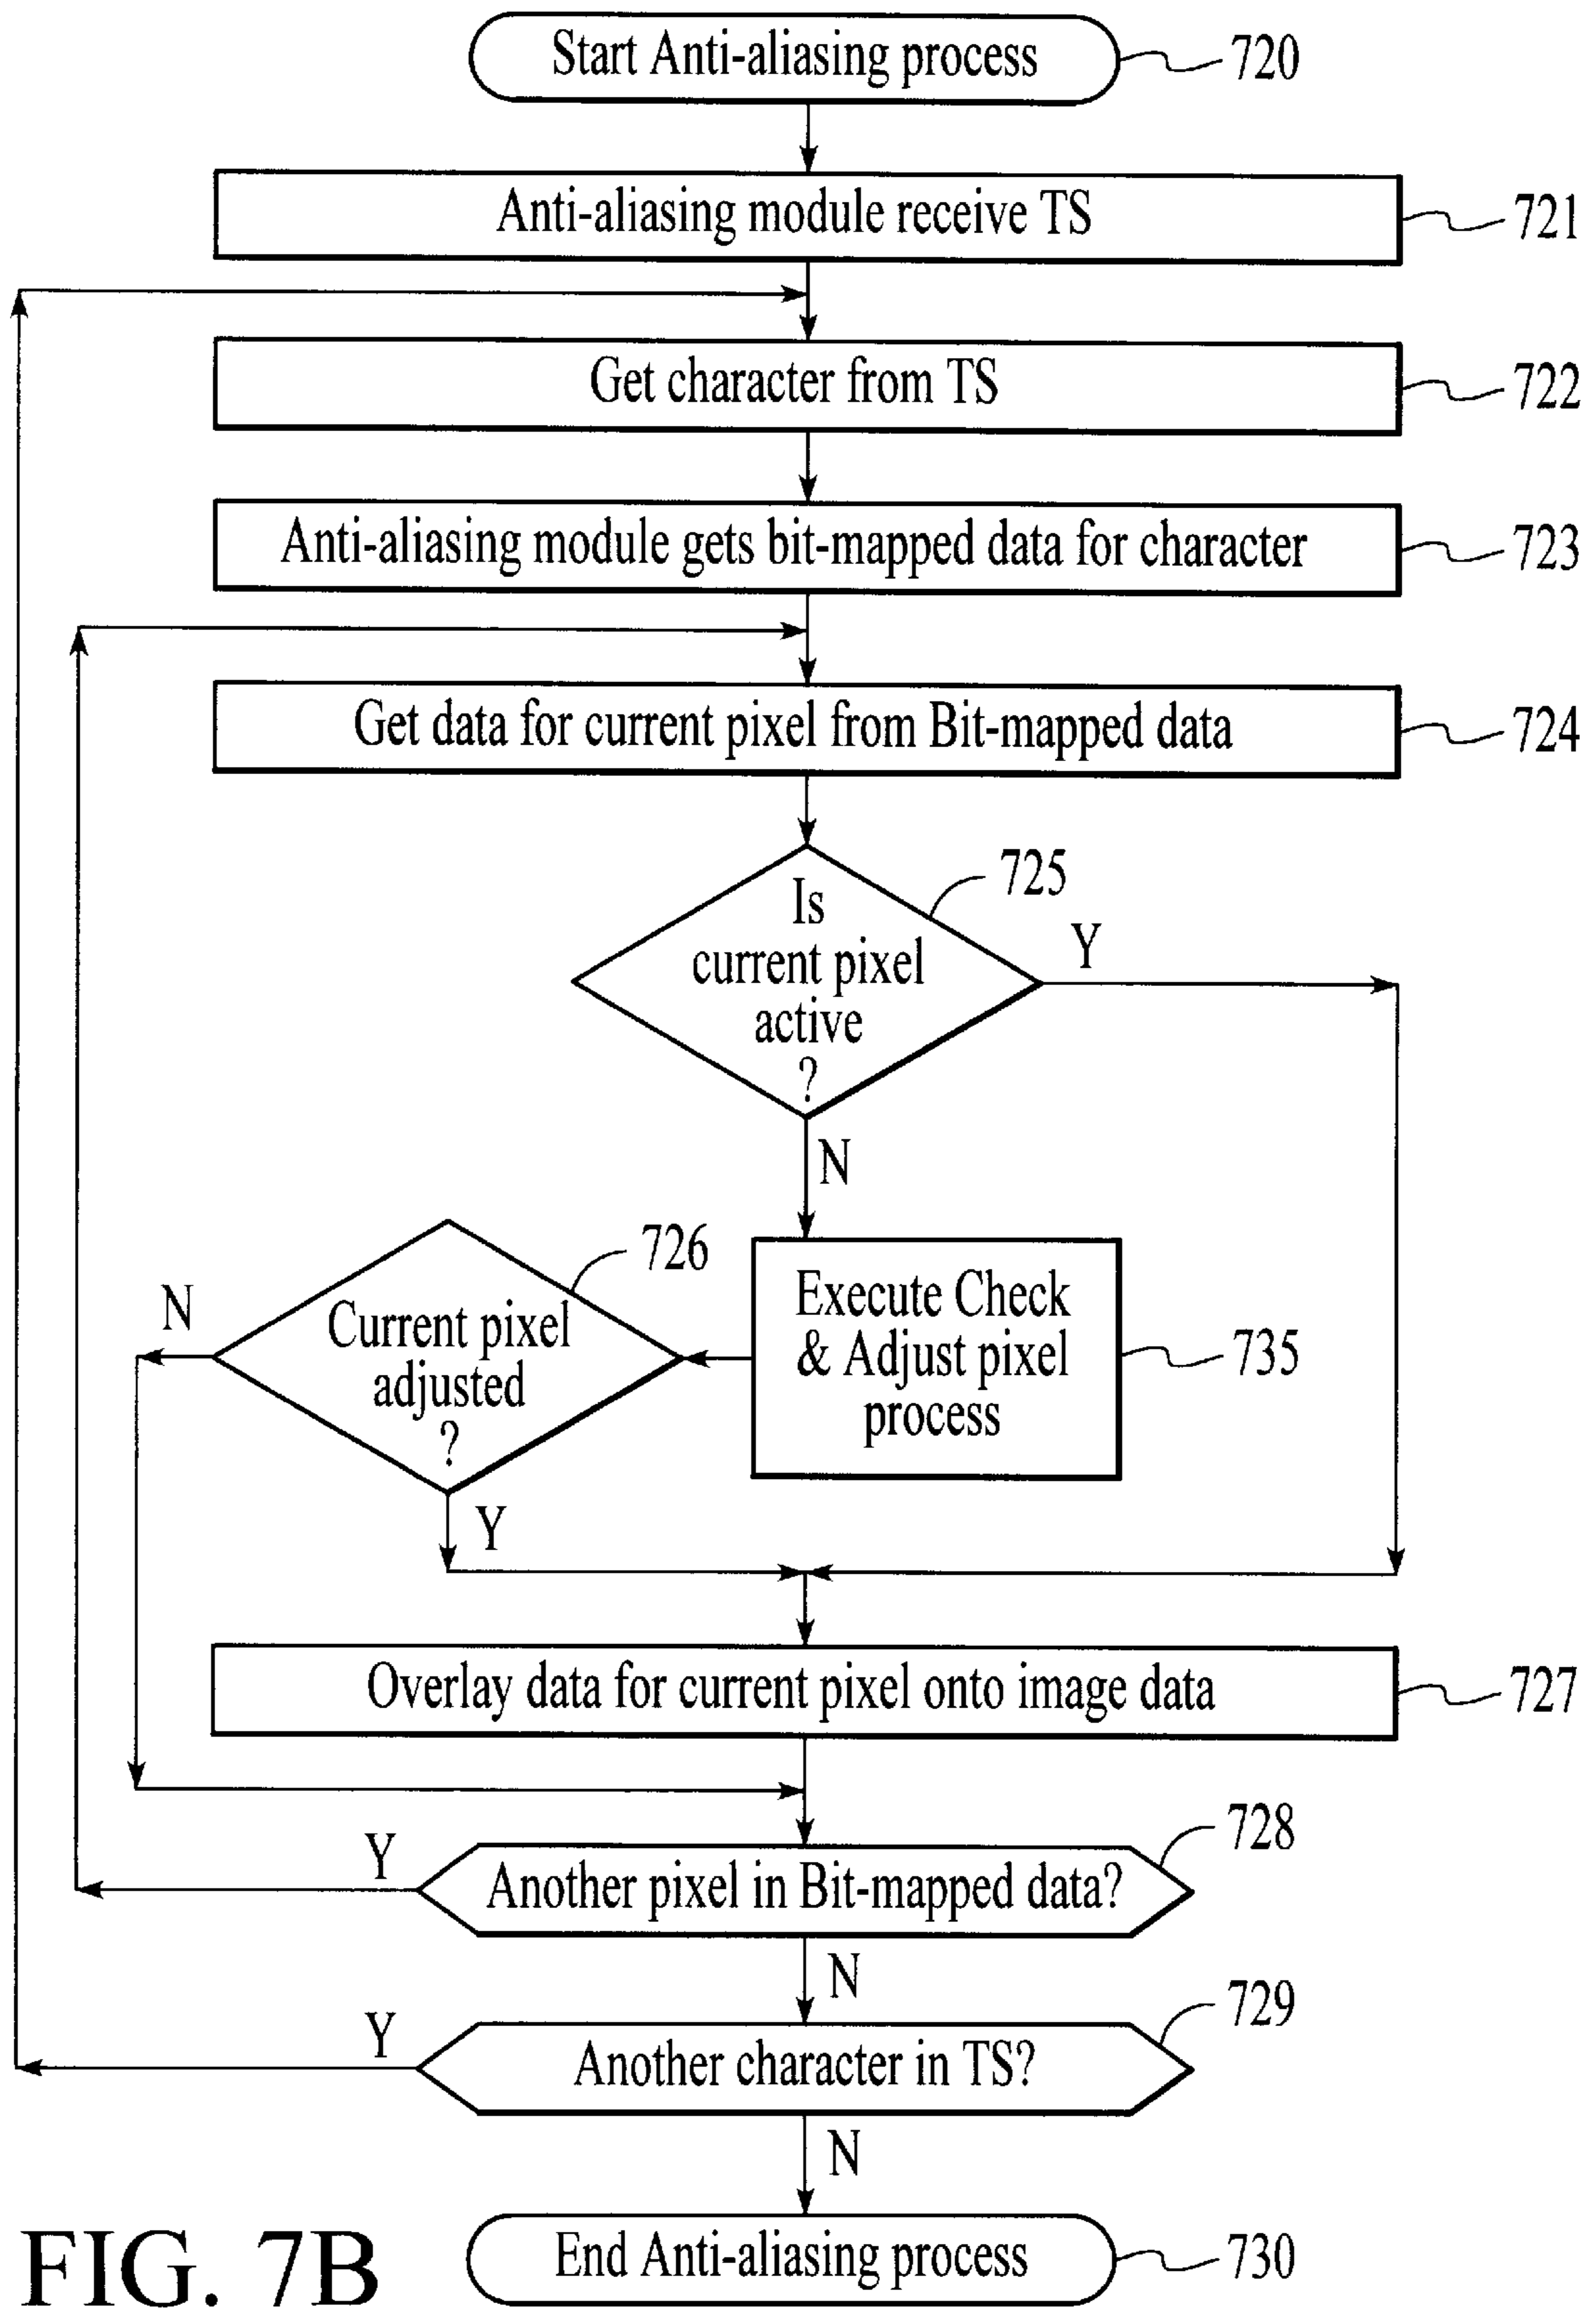 Start Anti-aliasing process
720
Anti-aliasing module receive TS
721
Get character from TS
722
Anti-aliasing module gets bit-mapped data for character
723
Get data for current pixel from Bit-mapped data
724
725
Is
current pixel
active
?
Y
N
726
Current pixel
adjusted
?
N
Y
Execute Check
& Adjust pixel
process
735
Overlay data for current pixel onto image data
727
728
Another pixel in Bit-mapped data?
Y
N
729
Another character in TS?
Y
N
End Anti-aliasing process
730
FIG. 7B